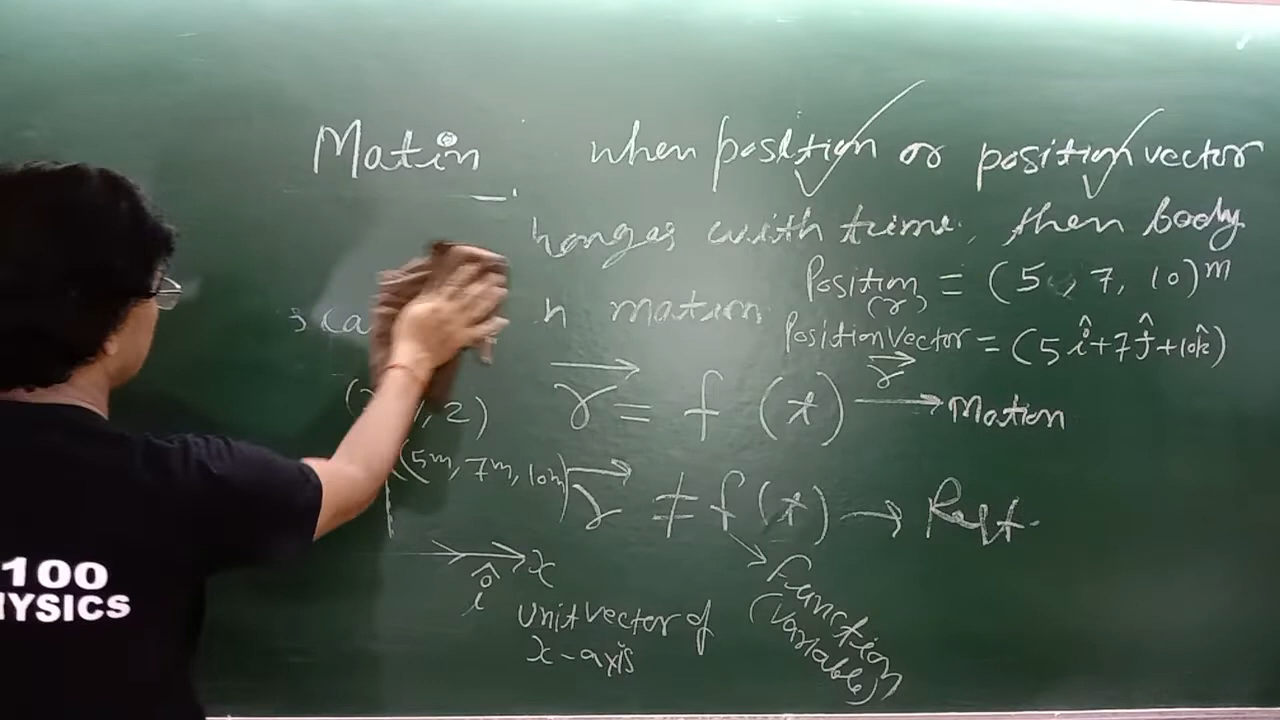 Motion when position or position vector
hanges with time, then body
Position = (5, 7, 10)m
(r)
n motion
sca
Position Vector = (5î+7ĵ+10k̂)
r⃗
, 2)
r⃗ = f (t) → Motion
(5m, 7m, 10m)
r⃗ ≠ f(t) → Rest.
x
î
Unit vector of
x-axis
Function
(Variable)
100
YSICS